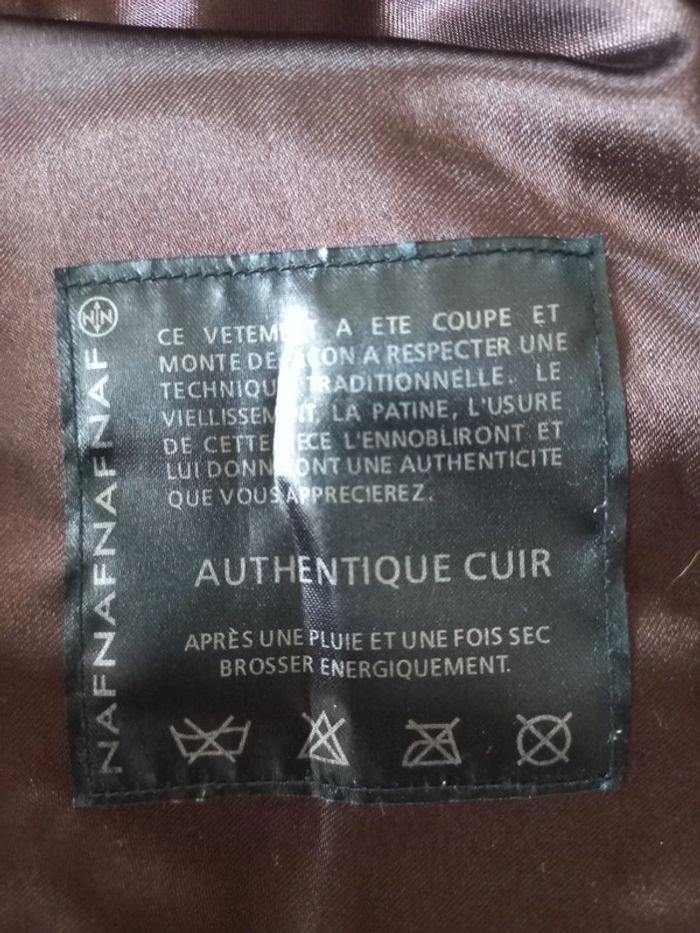 CE VETEMENT A ETE COUPE ET
MONTE DE FAÇON A RESPECTER UNE
TECHNIQUE TRADITIONNELLE. LE
VIELLISSEMENT, LA PATINE, L'USURE
DE CETTE PIECE L'ENNOBLIRONT ET
LUI DONNERONT UNE AUTHENTICITE
QUE VOUS APPRECIEREZ.
AUTHENTIQUE CUIR
APRÈS UNE PLUIE ET UNE FOIS SEC
BROSSER ENERGIQUEMENT.
NAFNAFNAFNAF